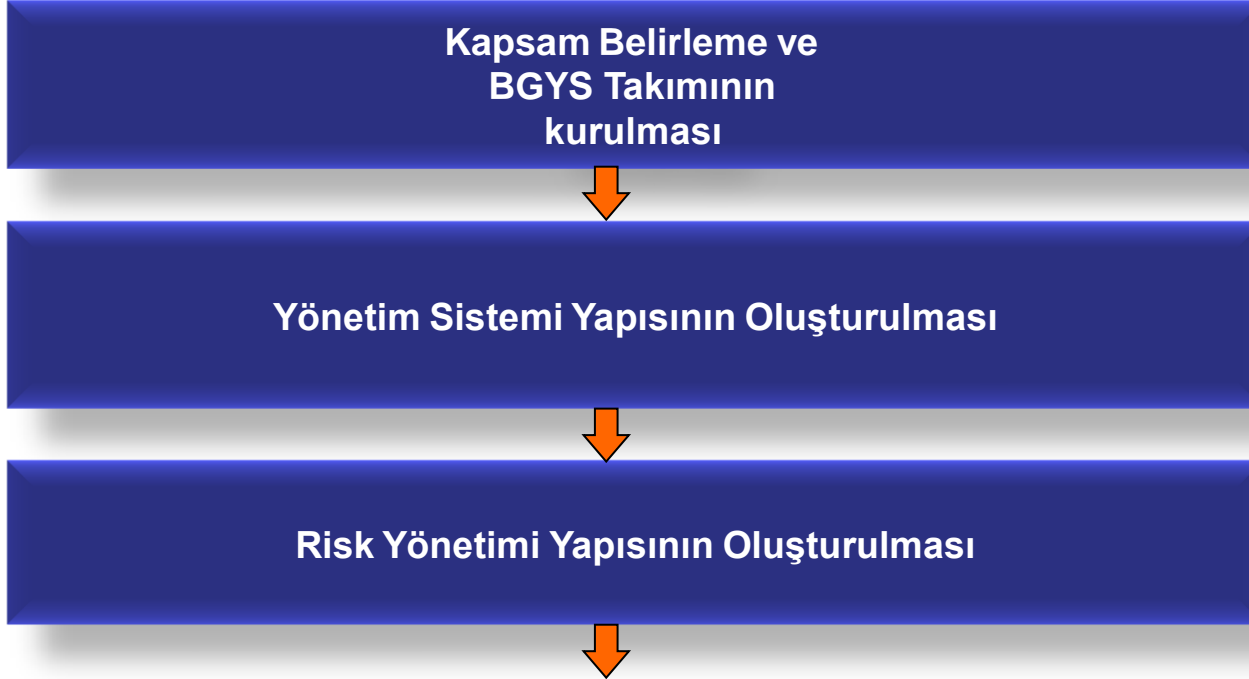 Kapsam Belirleme ve
BGYS Takımının
kurulması
Yönetim Sistemi Yapısının Oluşturulması
Risk Yönetimi Yapısının Oluşturulması